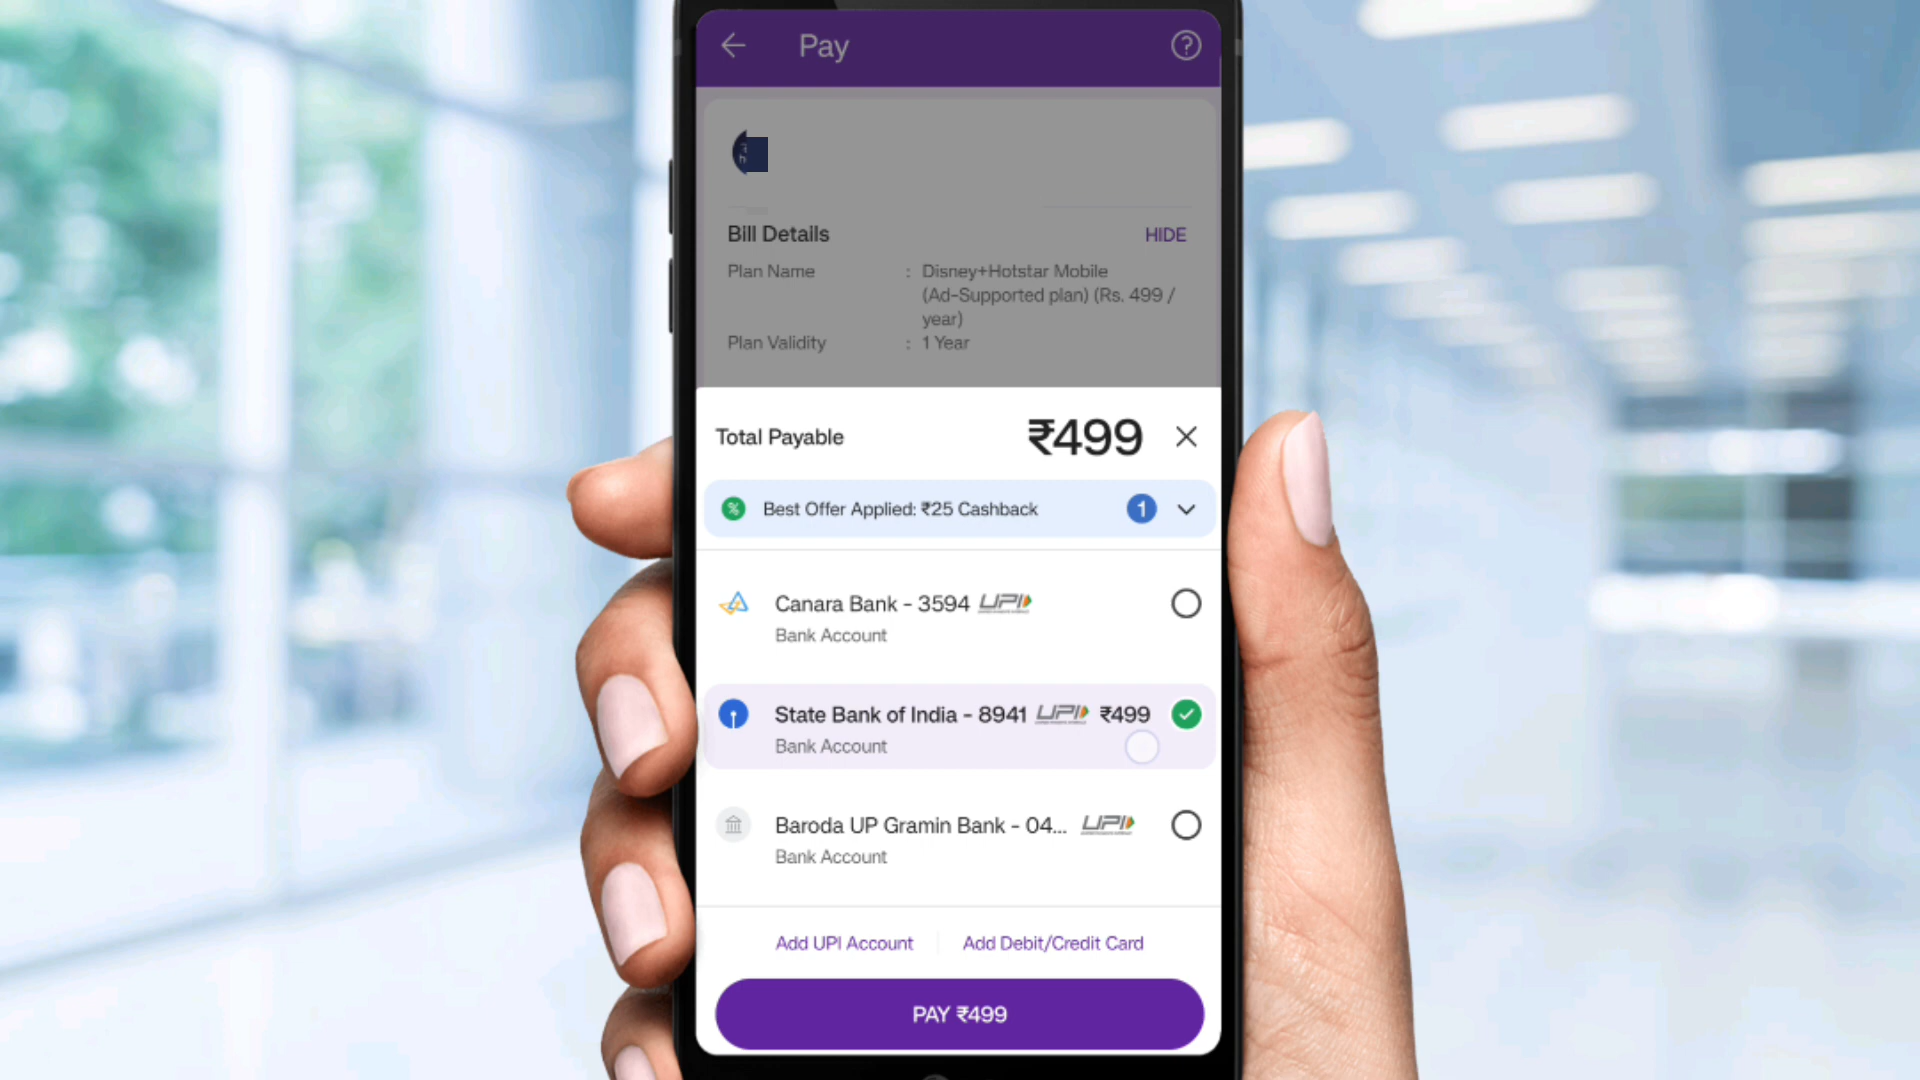 Pay
?
Bill Details
HIDE
Plan Name : Disney+Hotstar Mobile
(Ad-Supported plan) (Rs. 499 /
year)
Plan Validity : 1 Year
Total Payable ₹499
% Best Offer Applied: ₹25 Cashback 1
Canara Bank - 3594 UPI
Bank Account
State Bank of India - 8941 UPI ₹499
Bank Account
Baroda UP Gramin Bank - 04... UPI
Bank Account
Add UPI Account
Add Debit/Credit Card
PAY ₹499